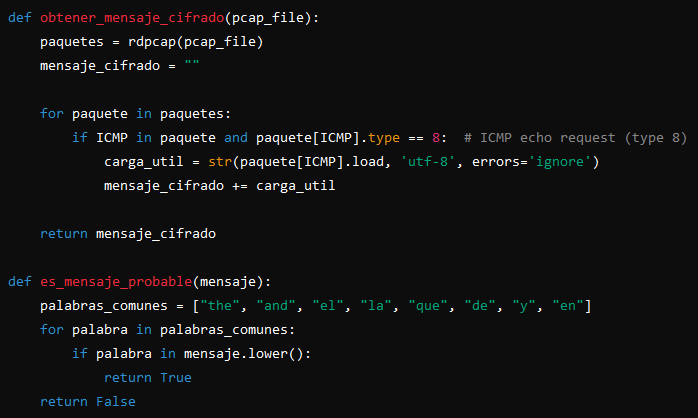 def obtener_mensaje_cifrado(pcap_file):
    paquetes = rdpcap(pcap_file)
    mensaje_cifrado = ""

    for paquete in paquetes:
        if ICMP in paquete and paquete[ICMP].type == 8:  # ICMP echo request (type 8)
            carga_util = str(paquete[ICMP].load, 'utf-8', errors='ignore')
            mensaje_cifrado += carga_util

    return mensaje_cifrado

def es_mensaje_probable(mensaje):
    palabras_comunes = ["the", "and", "el", "la", "que", "de", "y", "en"]
    for palabra in palabras_comunes:
        if palabra in mensaje.lower():
            return True
    return False